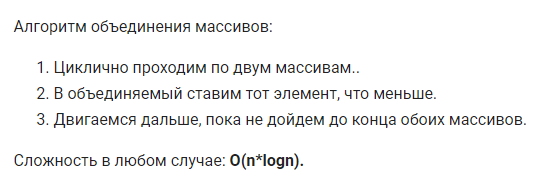 Алгоритм объединения массивов:
1. Циклично проходим по двум массивам..
2. В объединяемый ставим тот элемент, что меньше.
3. Двигаемся дальше, пока не дойдем до конца обоих массивов.
Сложность в любом случае: O(n*logn).